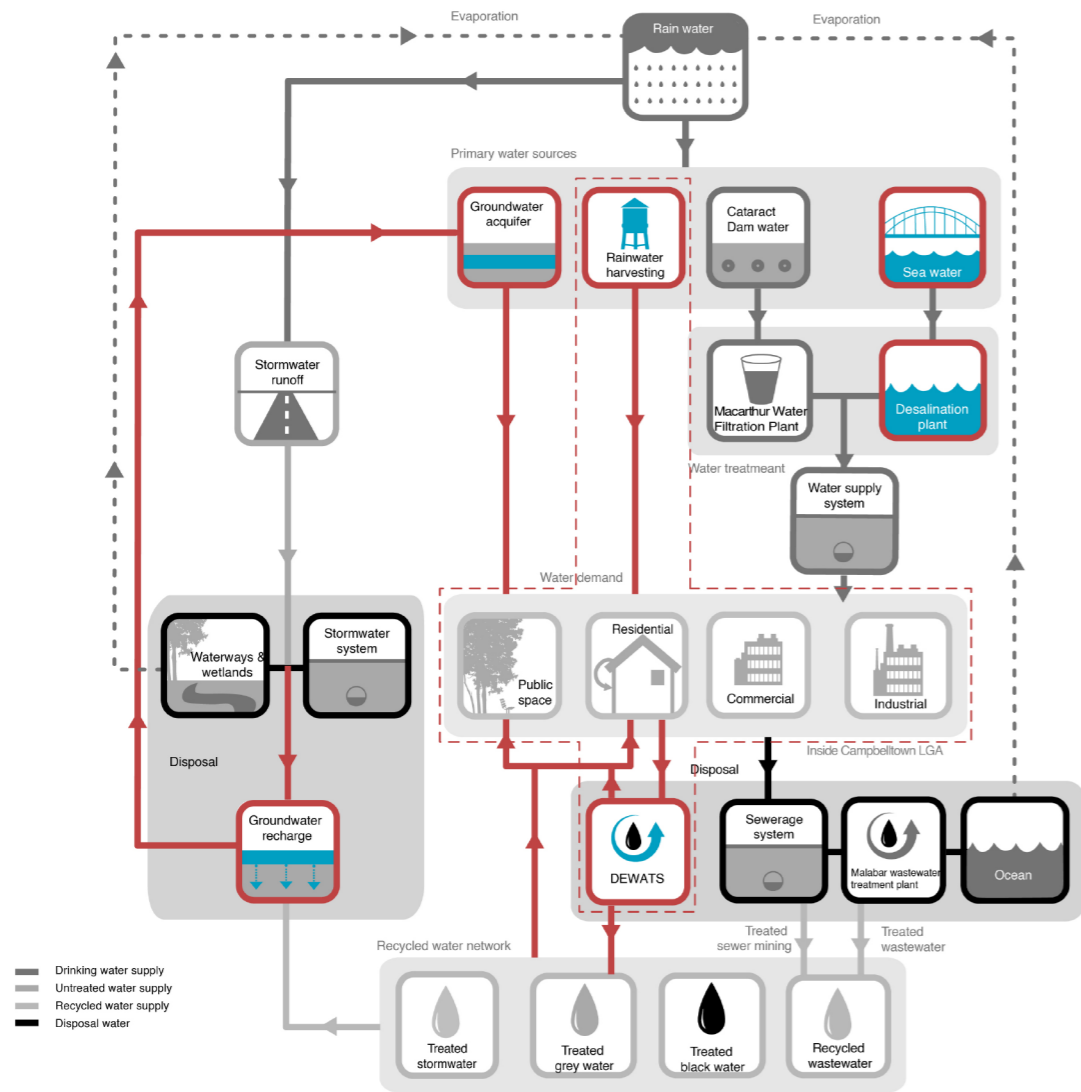 Evaporation
Evaporation
Rain water
Primary water sources
Groundwater
acquifer
Rainwater
harvesting
Cataract
Dam water
Sea water
Stormwater
runoff
Macarthur Water
Filtration Plant
Desalination
plant
Water treatmeant
Water supply
system
Water demand
Waterways &
wetlands
Stormwater
system
Public
space
Residential
Commercial
Industrial
Inside Campbelltown LGA
Disposal
Disposal
Groundwater
recharge
DEWATS
Sewerage
system
Malabar wastewater
treatment plant
Ocean
Treated
sewer mining
Treated
wastewater
Recycled water network
Drinking water supply
Untreated water supply
Recycled water supply
Disposal water
Treated
stormwater
Treated
grey water
Treated
black water
Recycled
wastewater